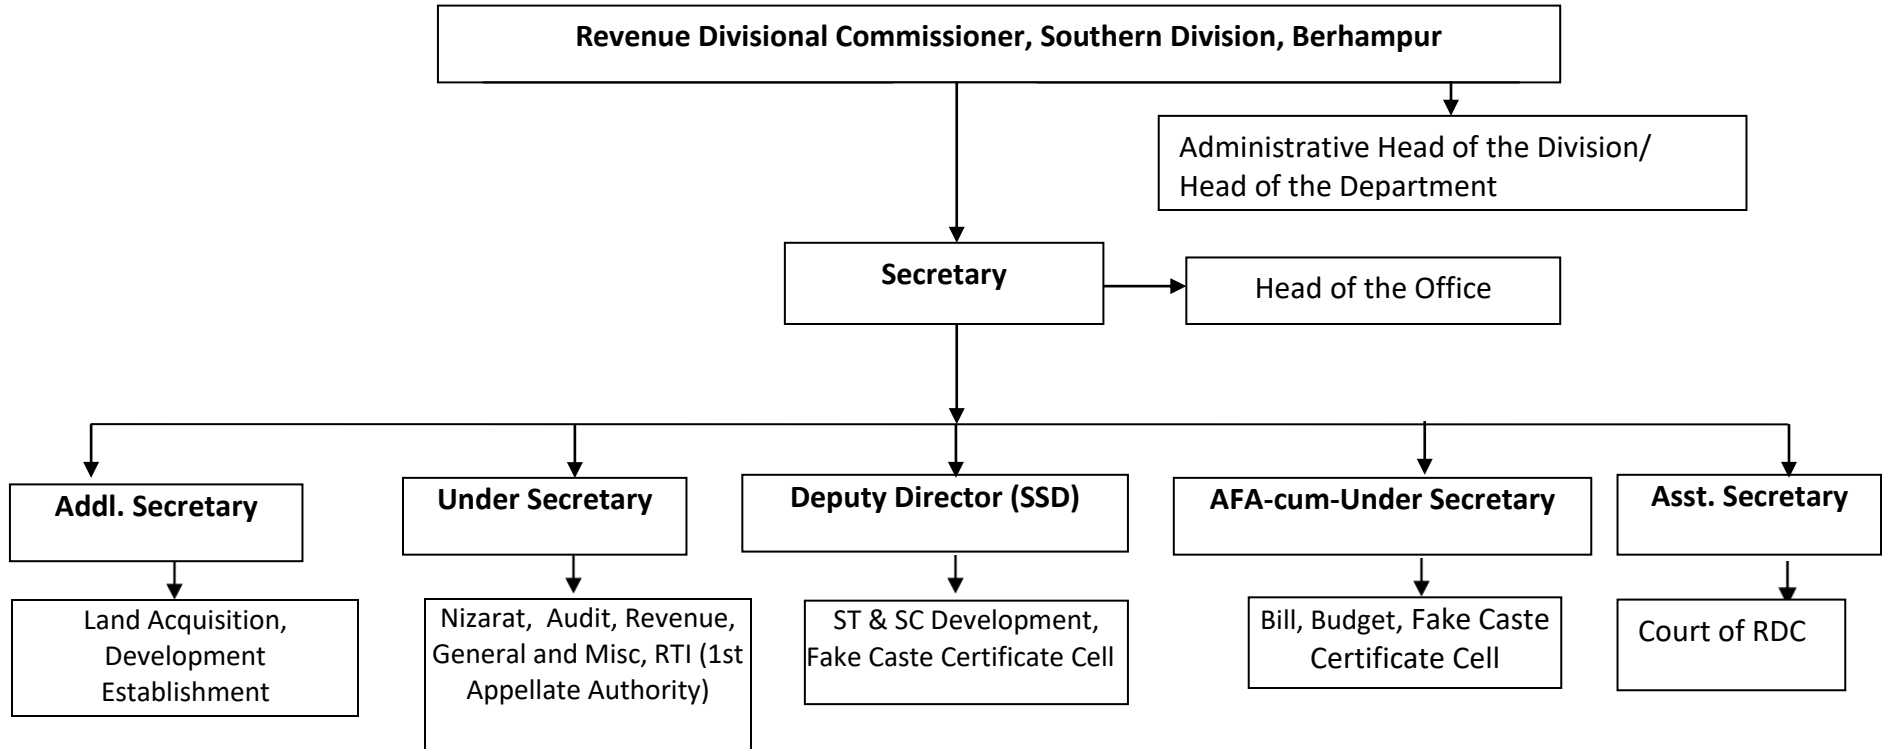 Revenue Divisional Commissioner, Southern Division, Berhampur
Administrative Head of the Division/
Head of the Department
Secretary
Head of the Office
Addl. Secretary
Under Secretary
Deputy Director (SSD)
AFA-cum-Under Secretary
Asst. Secretary
Land Acquisition,
Development
Establishment
Nizarat, Audit, Revenue,
General and Misc, RTI (1st
Appellate Authority)
ST & SC Development,
Fake Caste Certificate Cell
Bill, Budget, Fake Caste
Certificate Cell
Court of RDC